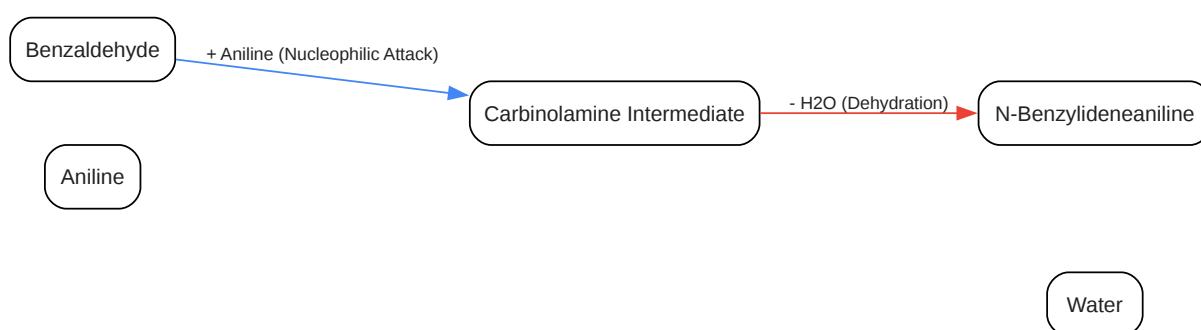 Benzaldehyde
+ Aniline (Nucleophilic Attack)
Carbinolamine Intermediate
- H2O (Dehydration)
N-Benzylideneaniline
Aniline
Water